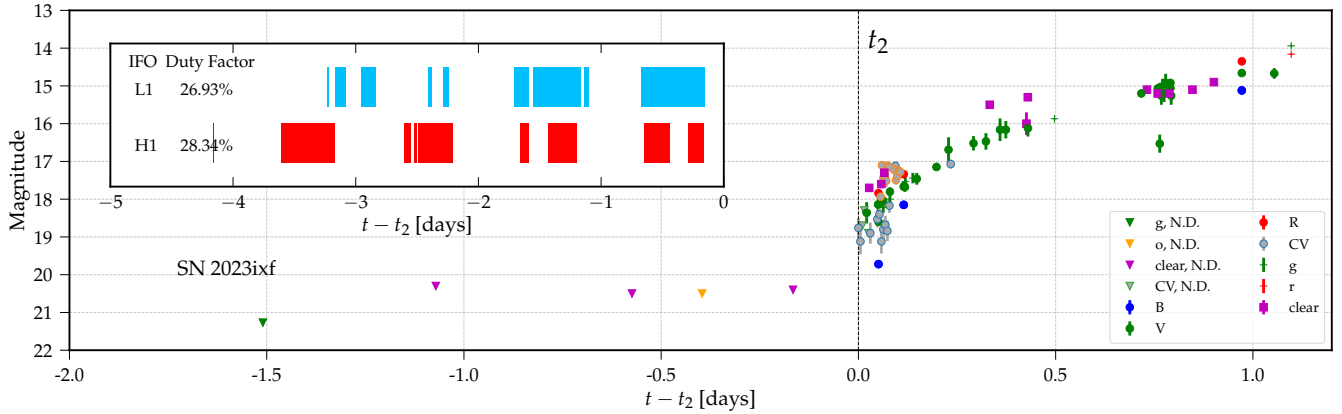 13
14
15
16
17
18
19
20
21
22
Magnitude
IFO Duty Factor
L1 26.93%
H1 28.34%
−5 −4 −3 −2 −1 0
t − t2 [days]
SN 2023ixf
t2
g, N.D.
o, N.D.
clear, N.D.
CV, N.D.
B
V
R
CV
g
r
clear
-2.0 -1.5 -1.0 -0.5 0.0 0.5 1.0
t − t2 [days]